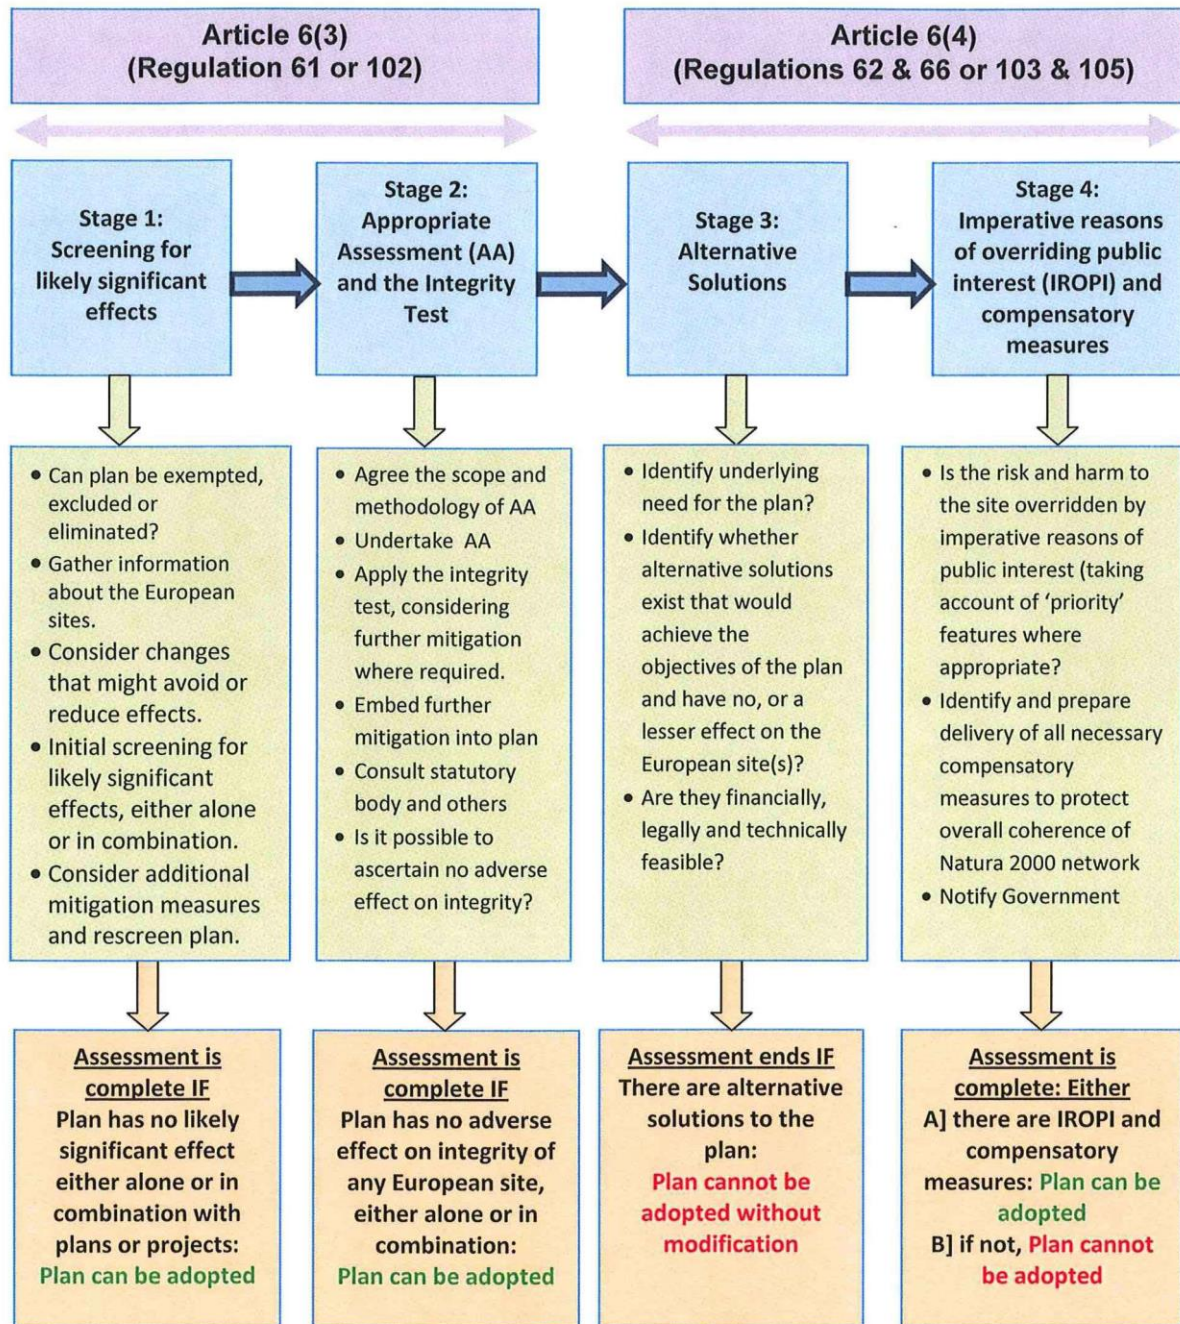 Article 6(3)
(Regulation 61 or 102)
Article 6(4)
(Regulations 62 & 66 or 103 & 105)
Stage 1:
Screening for
likely significant
effects
Stage 2:
Appropriate
Assessment (AA)
and the Integrity
Test
Stage 3:
Alternative
Solutions
Stage 4:
Imperative reasons
of overriding public
interest (IROPI) and
compensatory
measures
• Can plan be exempted,
excluded or
eliminated?
• Gather information
about the European
sites.
• Consider changes
that might avoid or
reduce effects.
• Initial screening for
likely significant
effects, either alone
or in combination.
• Consider additional
mitigation measures
and rescreen plan.
• Agree the scope and
methodology of AA
• Undertake AA
• Apply the integrity
test, considering
further mitigation
where required.
• Embed further
mitigation into plan
• Consult statutory
body and others
• Is it possible to
ascertain no adverse
effect on integrity?
• Identify underlying
need for the plan?
• Identify whether
alternative solutions
exist that would
achieve the
objectives of the plan
and have no, or a
lesser effect on the
European site(s)?
• Are they financially,
legally and technically
feasible?
• Is the risk and harm to
the site overridden by
imperative reasons of
public interest (taking
account of ‘priority’
features where
appropriate?
• Identify and prepare
delivery of all necessary
compensatory
measures to protect
overall coherence of
Natura 2000 network
• Notify Government
Assessment is
complete IF
Plan has no likely
significant effect
either alone or in
combination with
plans or projects:
Plan can be adopted
Assessment is
complete IF
Plan has no adverse
effect on integrity of
any European site,
either alone or in
combination:
Plan can be adopted
Assessment ends IF
There are alternative
solutions to the
plan:
Plan cannot be
adopted without
modification
Assessment is
complete: Either
A] there are IROPI and
compensatory
measures: Plan can be
adopted
B] if not, Plan cannot
be adopted